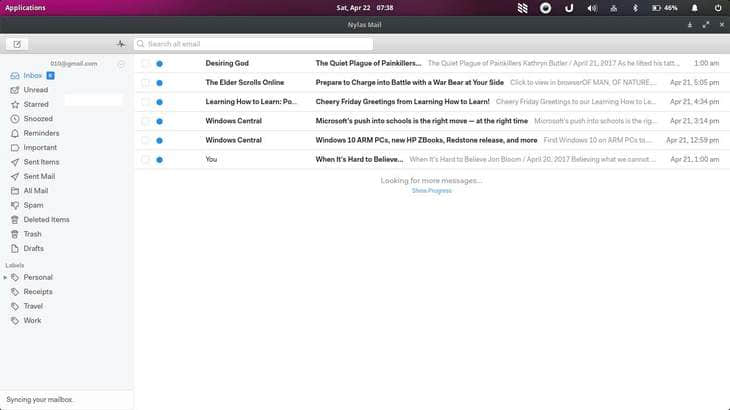 Applications
Sat, Apr 22 07:38
46%
Nylas Mail
Search all email
010@gmail.com
Inbox 6
Unread
Starred
Snoozed
Reminders
Important
Sent Items
Sent Mail
All Mail
Spam
Deleted Items
Trash
Drafts
Labels
Personal
Receipts
Travel
Work
Syncing your mailbox.
Desiring God The Quiet Plague of Painkillers... The Quiet Plague of Painkillers Kathryn Butler / April 21, 2017 As he lifted his tatt... 1:00 am
The Elder Scrolls Online Prepare to Charge into Battle with a War Bear at Your Side Click to view in browserOF MAN, OF NATURE... Apr 21, 5:05 pm
Learning How to Learn: Po... Cheery Friday Greetings from Learning How to Learn! Cheery Friday Greetings to our Learning How to Le... Apr 21, 4:34 pm
Windows Central Microsoft's push into schools is the right move — at the right time Microsoft's push into schools is the rig... Apr 21, 3:14 pm
Windows Central Windows 10 ARM PCs, new HP ZBooks, Redstone release, and more Find Windows 10 on ARM PCs to... Apr 21, 12:59 pm
You When It's Hard to Believe... When It's Hard to Believe Jon Bloom / April 20, 2017 Believing what we cannot ... Apr 21, 1:00 am
Looking for more messages...
Show Progress